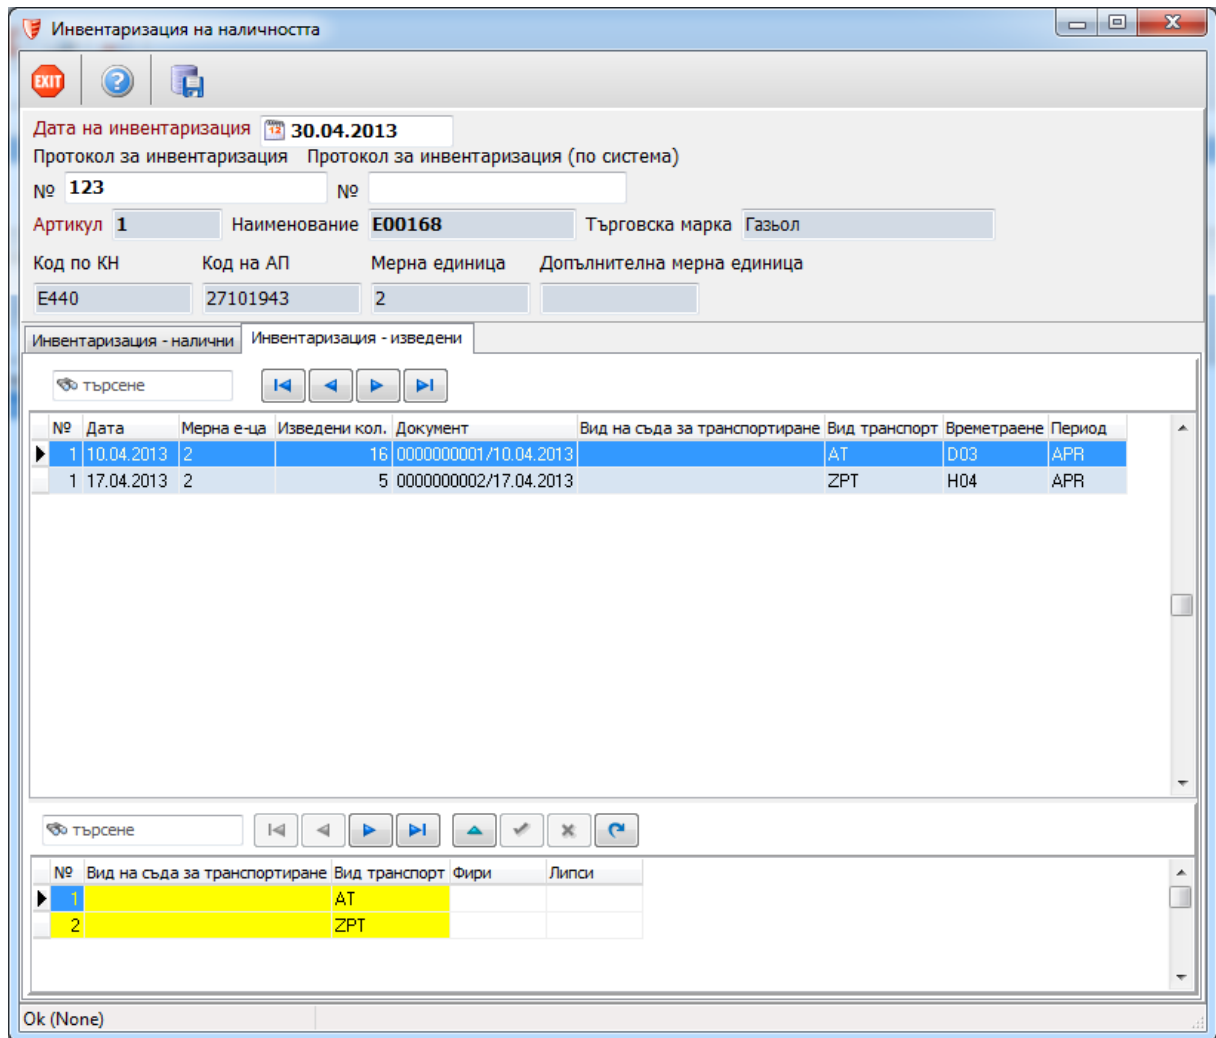 Инвентаризация на наличността
EXIT
Дата на инвентаризация 12 30.04.2013
Протокол за инвентаризация Протокол за инвентаризация (по система)
№ 123 №
Артикул 1 Наименование E00168 Търговска марка Газьол
Код по КН Код на АП Мерна единица Допълнителна мерна единица
E440 27101943 2
Инвентаризация - налични Инвентаризация - изведени
търсене
№ Дата Мерна е-ца Изведени кол. Документ Вид на съда за транспортиране Вид транспорт Времетраене Период
1 10.04.2013 2 16 0000000001/10.04.2013 AT D03 APR
1 17.04.2013 2 5 0000000002/17.04.2013 ZPT H04 APR
търсене
№ Вид на съда за транспортиране Вид транспорт Фири Липси
1 AT
2 ZPT
Ok (None)